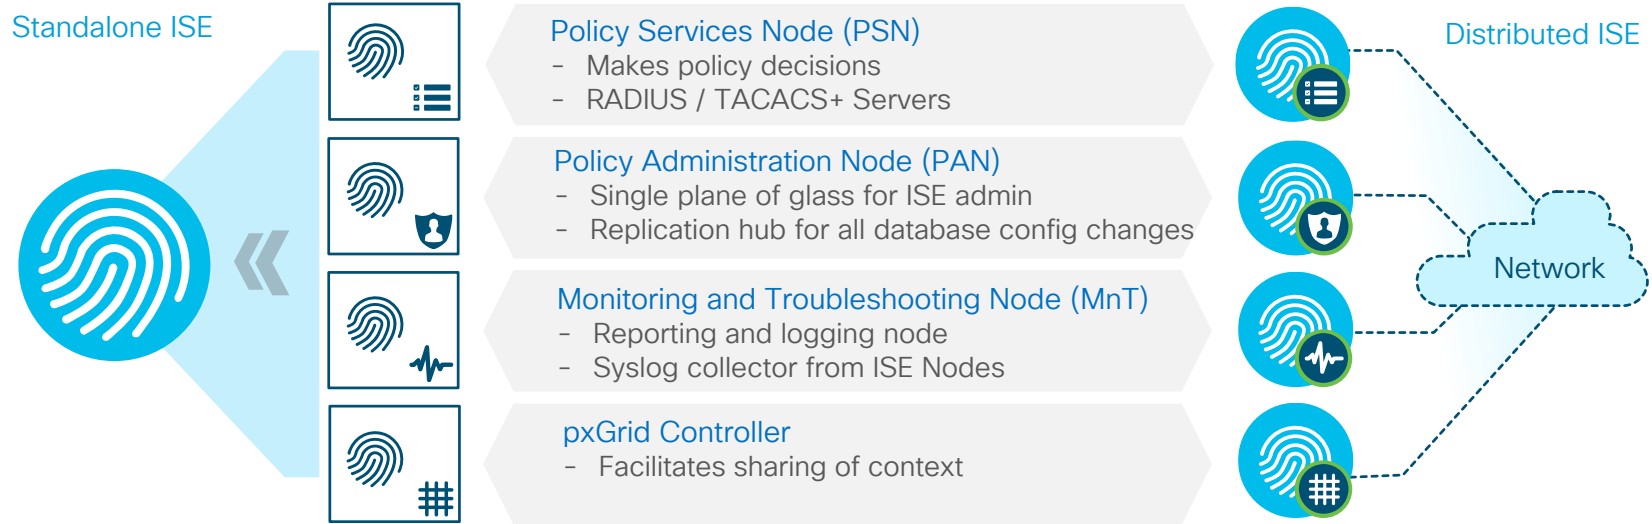 Standalone ISE
Policy Services Node (PSN)
- Makes policy decisions
- RADIUS / TACACS+ Servers
Policy Administration Node (PAN)
- Single plane of glass for ISE admin
- Replication hub for all database config changes
Monitoring and Troubleshooting Node (MnT)
- Reporting and logging node
- Syslog collector from ISE Nodes
pxGrid Controller
- Facilitates sharing of context
Distributed ISE
Network